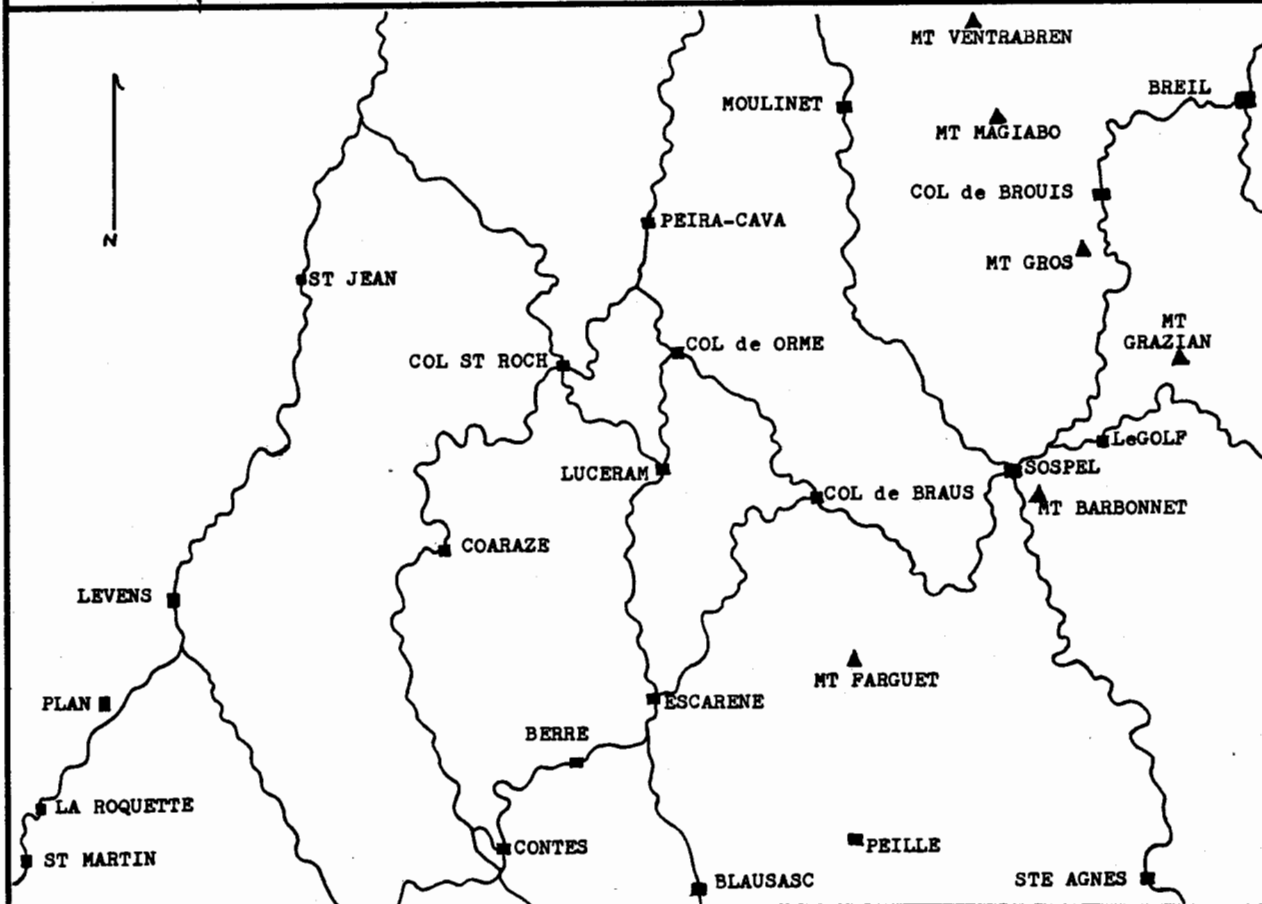 MT VENTRABREN
BREIL
MOULINET
MT MAGIABO
COL de BROUIS
PEIRA-CAVA
N
MT GROS
ST JEAN
MT
GRAZIAN
COL de ORME
COL ST ROCH
LeGOLF
SOSPEL
LUCERAM
COL de BRAUS
MT BARBONNET
COARAZE
LEVENS
MT FARGUET
PLAN
ESCARENE
BERRE
LA ROQUETTE
CONTES
PEILLE
ST MARTIN
BLAUSASC
STE AGNES